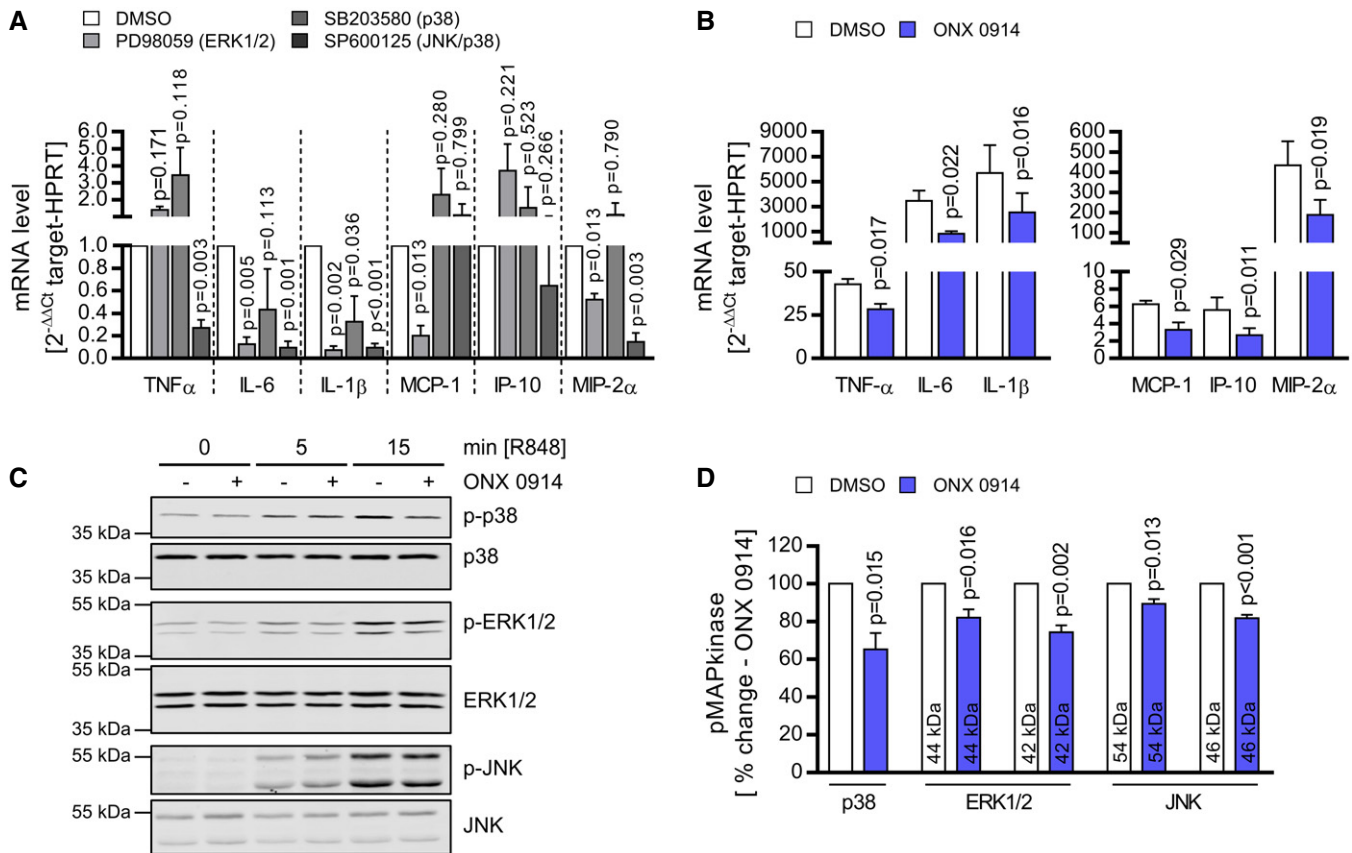 A
DMSO
PD98059 (ERK1/2)
SB203580 (p38)
SP600125 (JNK/p38)
mRNA level
[2-ΔΔCt target-HPRT]
6.0
5.0
4.0
3.0
2.0
1.0
1.0
0.8
0.6
0.4
0.2
0.0
p=0.171
p=0.118
p=0.003
p=0.005
p=0.113
p=0.001
p=0.002
p=0.036
p<0.001
p=0.013
p=0.280
p=0.799
p=0.221
p=0.523
p=0.266
p=0.013
p=0.790
p=0.003
TNFα IL-6 IL-1β MCP-1 IP-10 MIP-2α
B
DMSO ONX 0914
mRNA level
[2-ΔΔCt target-HPRT]
9000
7000
5000
3000
1000
50
25
0
p=0.017
p=0.022
p=0.016
TNF-α IL-6 IL-1β
600
500
400
300
200
100
0
8
6
4
2
0
p=0.029
p=0.011
p=0.019
MCP-1 IP-10 MIP-2α
C
0 5 15 min [R848]
- + - + - + ONX 0914
p-p38
35 kDa
p38
35 kDa
55 kDa
p-ERK1/2
35 kDa
55 kDa
ERK1/2
35 kDa
55 kDa
p-JNK
55 kDa
JNK
D
DMSO ONX 0914
pMAPkinase
[ % change - ONX 0914]
120
100
80
60
40
20
0
p=0.015
p=0.016
p=0.002
p=0.013
p<0.001
44 kDa
44 kDa
42 kDa
42 kDa
54 kDa
54 kDa
46 kDa
46 kDa
p38 ERK1/2 JNK